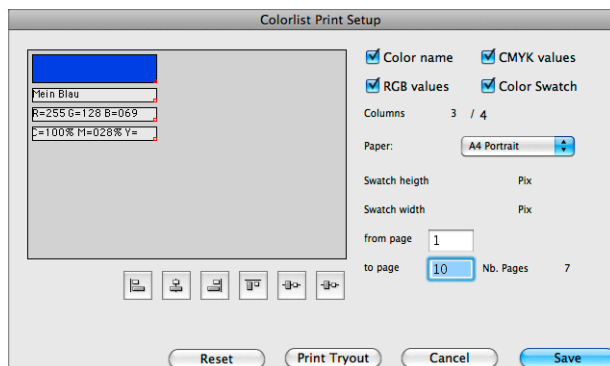 Colorlist Print Setup
Mein Blau
R=255 G=128 B=069
C=100% M=028% Y=
Color name
CMYK values
RGB values
Color Swatch
Columns 3 / 4
Paper: A4 Portrait
Swatch heigth Pix
Swatch width Pix
from page 1
to page 10 Nb. Pages 7
Reset
Print Tryout
Cancel
Save